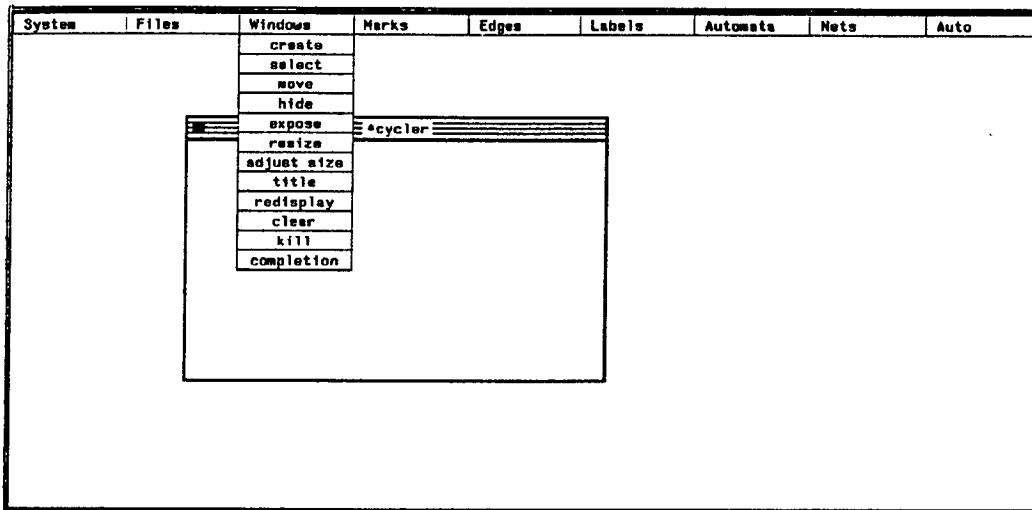 System Files Windows Marks Edges Labels Automata Nets Auto
create
select
move
hide
expose
*cycler
resize
adjust size
title
redisplay
clear
kill
completion